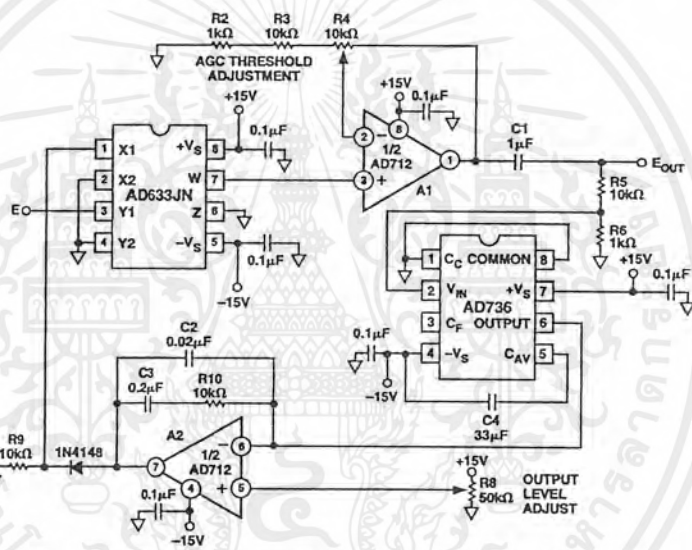 R2
1kΩ
R3
10kΩ
R4
10kΩ
AGC THRESHOLD
ADJUSTMENT
+15V
0.1µF
1 X1
2 X2
3 Y1
4 Y2
AD633JN
+VS 8
W 7
Z 6
-VS 5
E
0.1µF
-15V
+15V
0.1µF
8
2 -
1/2
AD712
3 +
1
A1
C1
1µF
EOUT
R5
10kΩ
R6
1kΩ
+15V
0.1µF
1 CC
COMMON 8
2 VIN
+VS 7
AD736
3 CF
OUTPUT 6
4 -VS
CAV 5
0.1µF
-15V
C4
33µF
C2
0.02µF
C3
0.2µF
R10
10kΩ
A2
- 6
1/2
AD712
+ 5
7
4
R9
10kΩ
1N4148
0.1µF
-15V
+15V
R8
50kΩ
OUTPUT
LEVEL
ADJUST